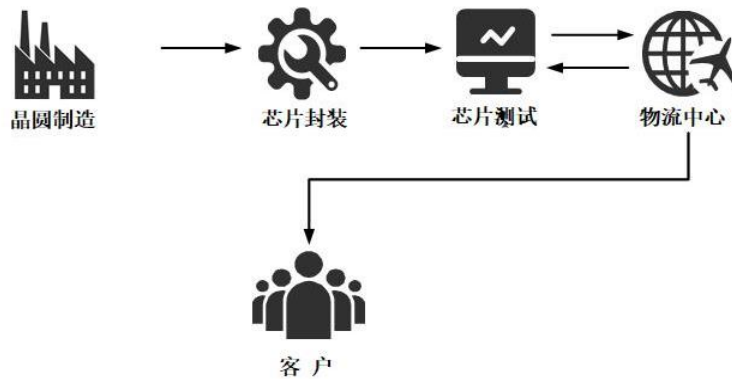 晶圆制造
芯片封装
芯片测试
物流中心
客 户